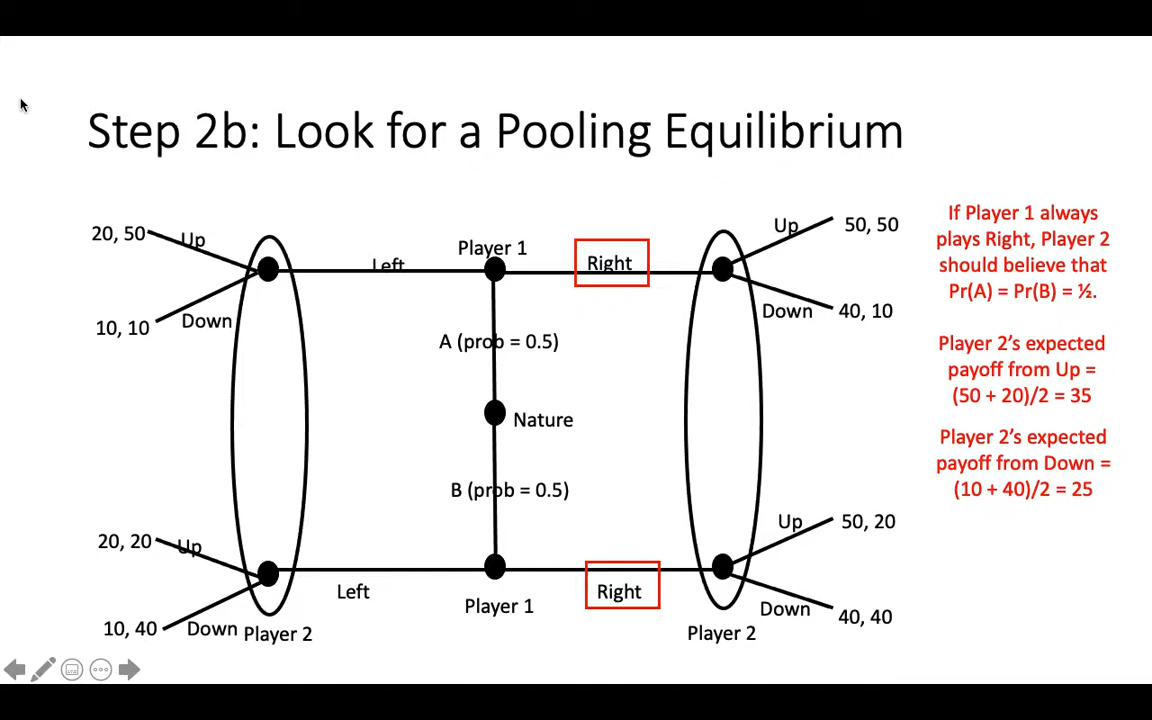 Step 2b: Look for a Pooling Equilibrium
20, 50
Up
10, 10
Down
Left
Player 1
Right
Up
50, 50
Down
40, 10
A (prob = 0.5)
Nature
B (prob = 0.5)
20, 20
Up
10, 40
Down
Player 2
Left
Player 1
Right
Up
50, 20
Down
40, 40
Player 2
If Player 1 always
plays Right, Player 2
should believe that
Pr(A) = Pr(B) = ½.
Player 2’s expected
payoff from Up =
(50 + 20)/2 = 35
Player 2’s expected
payoff from Down =
(10 + 40)/2 = 25